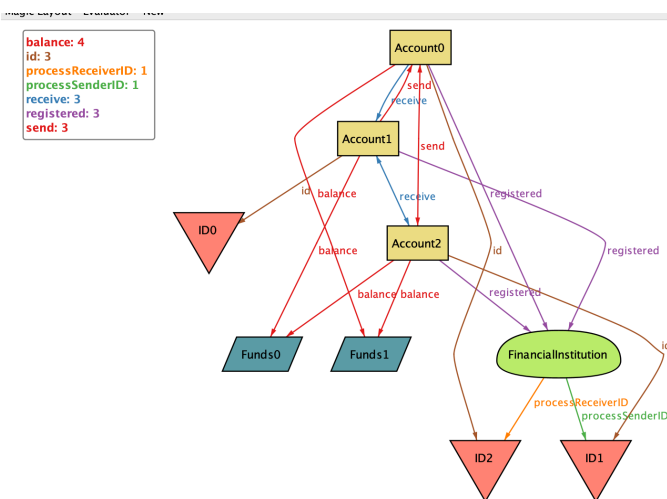 Magic Layout Evaluator New
balance: 4
id: 3
processReceiverID: 1
processSenderID: 1
receive: 3
registered: 3
send: 3
Account0
send
receive
Account1
send
id
balance
registered
receive
ID0
Account2
balance
id
registered
balance
balance
registered
id
Funds0
Funds1
FinancialInstitution
processReceiverID
processSenderID
ID2
ID1